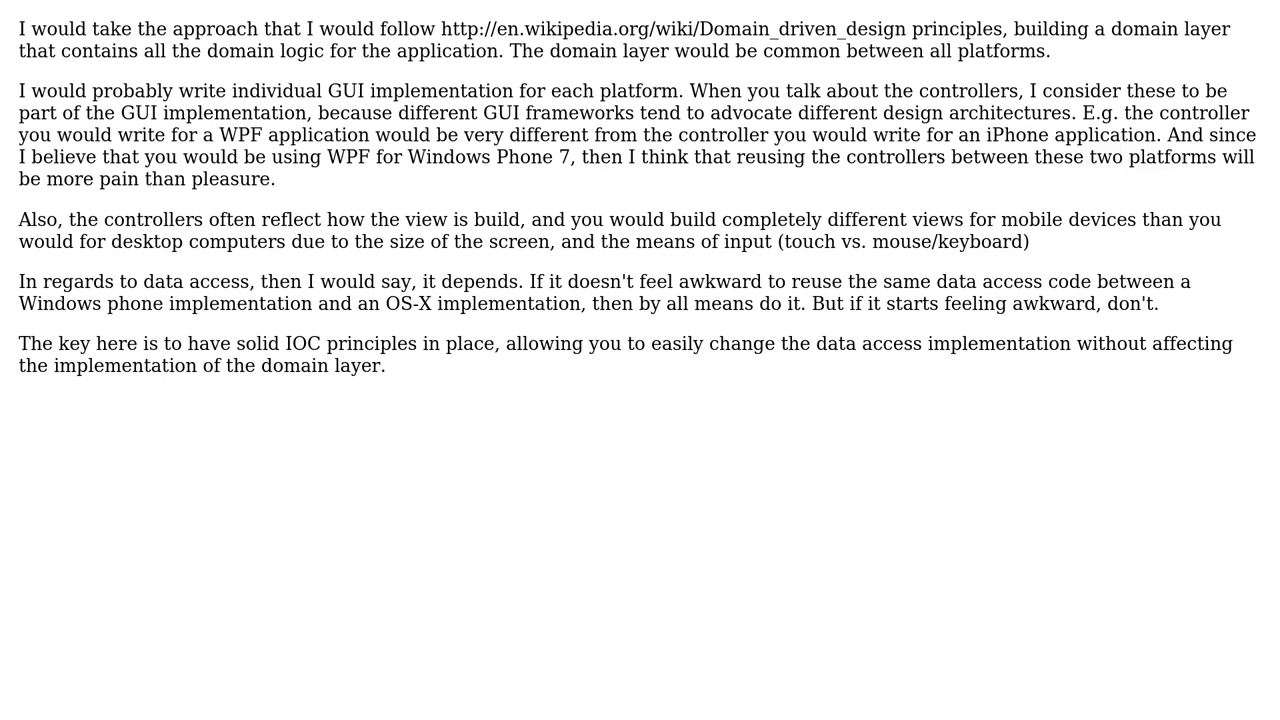 I would take the approach that I would follow http://en.wikipedia.org/wiki/Domain_driven_design principles, building a domain layer
that contains all the domain logic for the application. The domain layer would be common between all platforms.
I would probably write individual GUI implementation for each platform. When you talk about the controllers, I consider these to be
part of the GUI implementation, because different GUI frameworks tend to advocate different design architectures. E.g. the controller
you would write for a WPF application would be very different from the controller you would write for an iPhone application. And since
I believe that you would be using WPF for Windows Phone 7, then I think that reusing the controllers between these two platforms will
be more pain than pleasure.
Also, the controllers often reflect how the view is build, and you would build completely different views for mobile devices than you
would for desktop computers due to the size of the screen, and the means of input (touch vs. mouse/keyboard)
In regards to data access, then I would say, it depends. If it doesn't feel awkward to reuse the same data access code between a
Windows phone implementation and an OS-X implementation, then by all means do it. But if it starts feeling awkward, don't.
The key here is to have solid IOC principles in place, allowing you to easily change the data access implementation without affecting
the implementation of the domain layer.